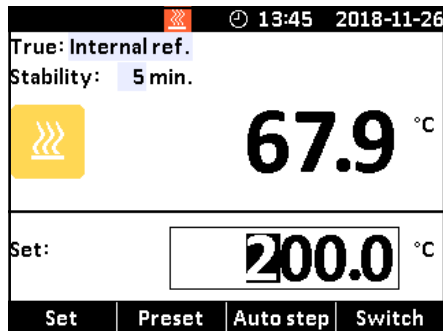 13:45 2018-11-26
True: Internal ref.
Stability: 5 min.
67.9 °C
Set: 200.0 °C
Set Preset Auto step Switch